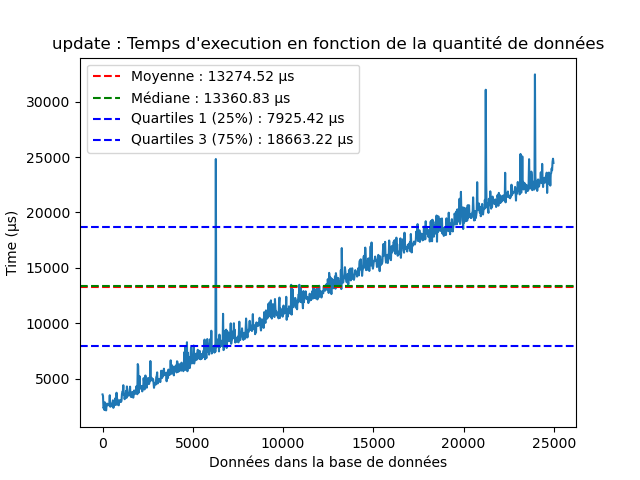 update : Temps d'execution en fonction de la quantité de données
Moyenne : 13274.52 µs
Médiane : 13360.83 µs
Quartiles 1 (25%) : 7925.42 µs
Quartiles 3 (75%) : 18663.22 µs
30000
25000
20000
15000
10000
5000
Time (µs)
0 5000 10000 15000 20000 25000
Données dans la base de données